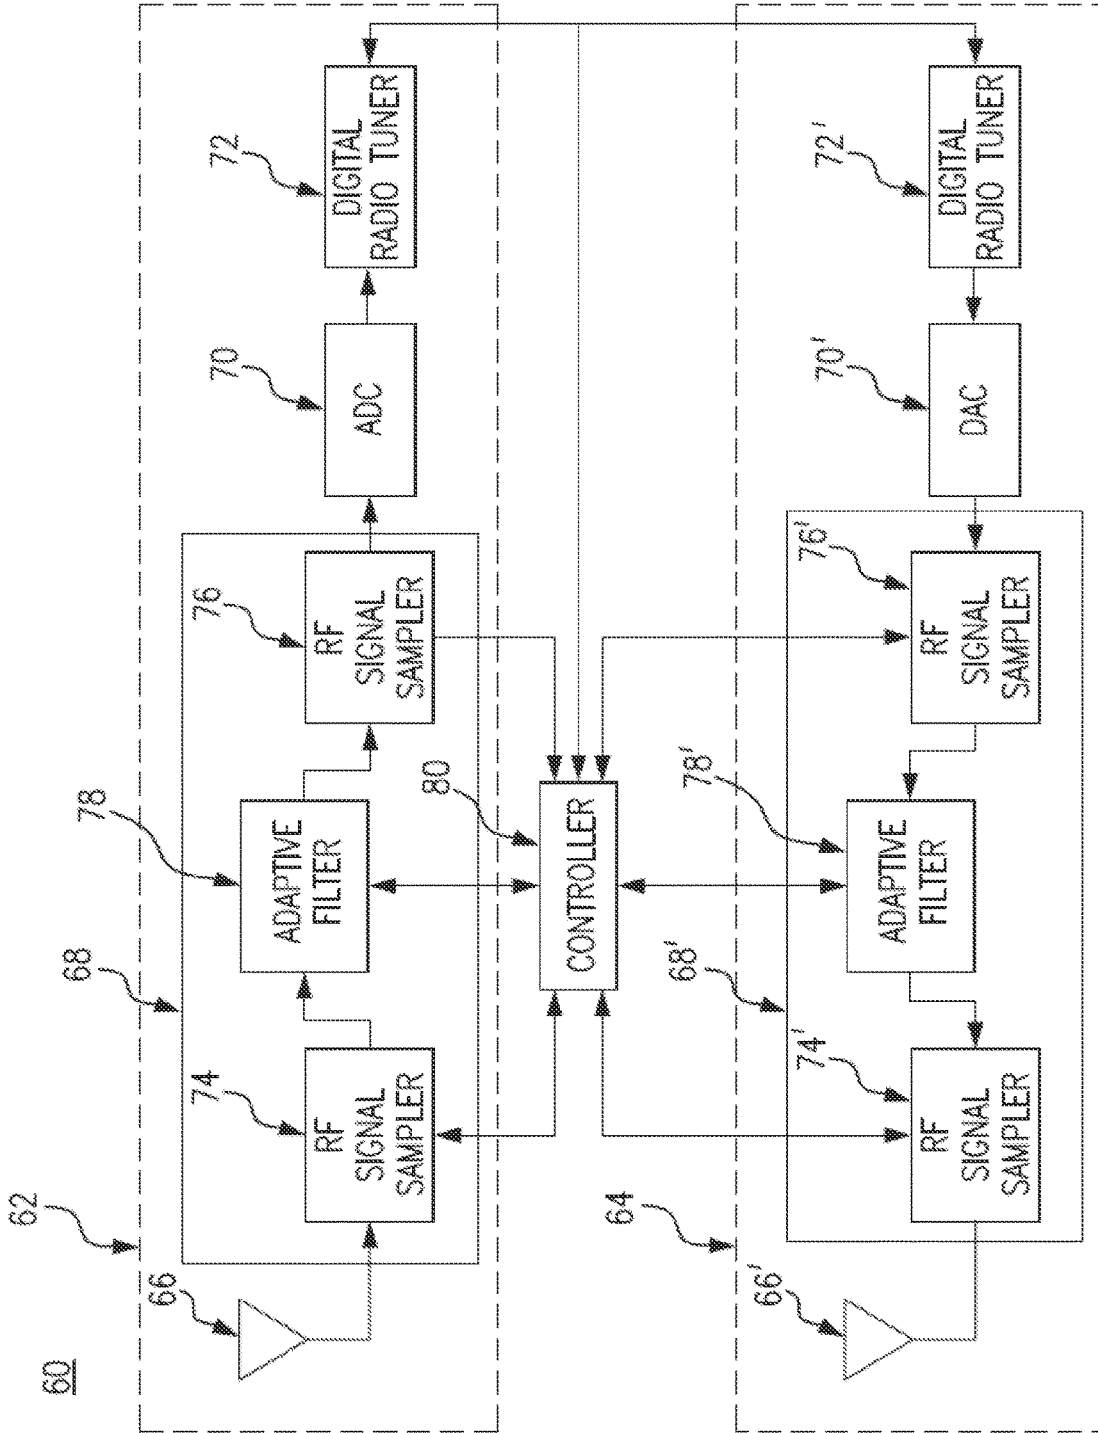 60
62
66
68
74
RF
SIGNAL
SAMPLER
78
ADAPTIVE
FILTER
76
RF
SIGNAL
SAMPLER
70
ADC
72
DIGITAL
RADIO TUNER
80
CONTROLLER
64
66'
68'
74'
RF
SIGNAL
SAMPLER
78'
ADAPTIVE
FILTER
76'
RF
SIGNAL
SAMPLER
70'
DAC
72'
DIGITAL
RADIO TUNER